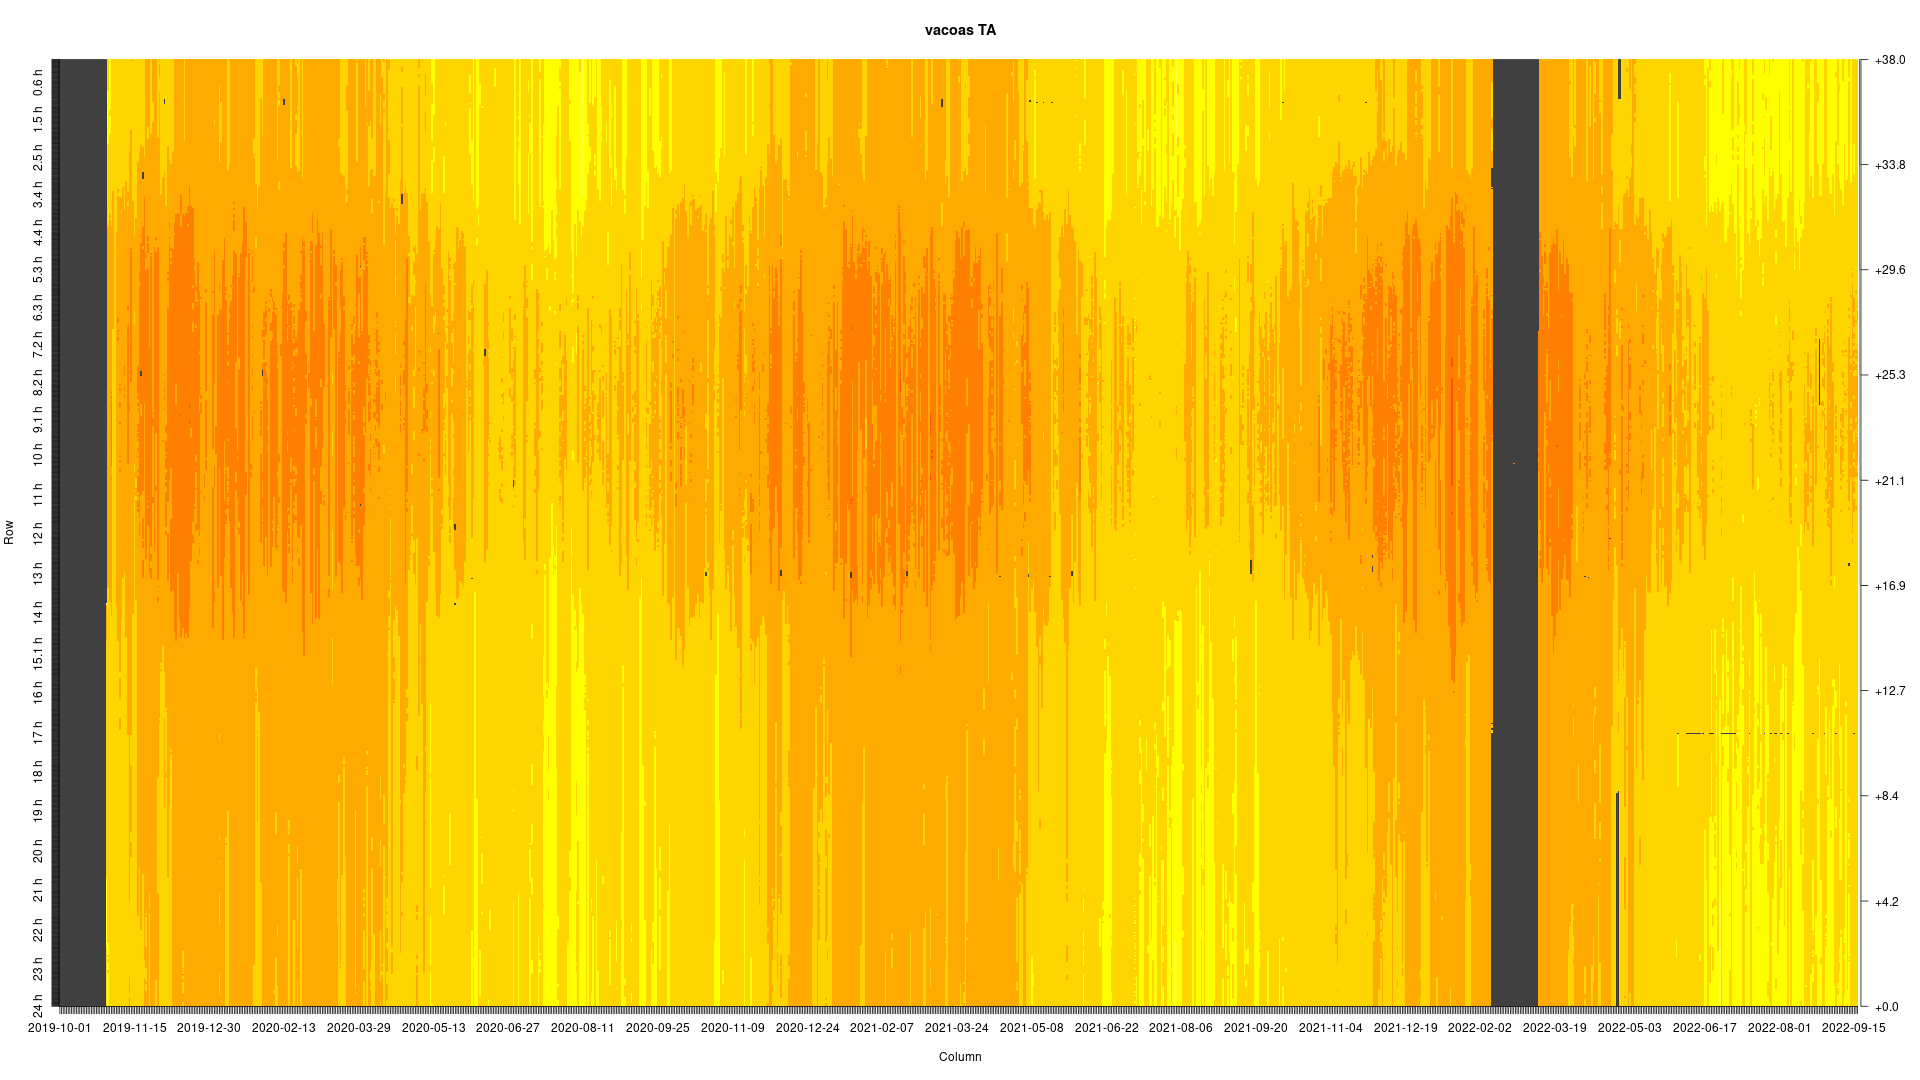 vacoas TA
Row
0.6 h
1.5 h
2.5 h
3.4 h
4.4 h
5.3 h
6.3 h
7.2 h
8.2 h
9.1 h
10 h
11 h
12 h
13 h
14 h
15.1 h
16 h
17 h
18 h
19 h
20 h
21 h
22 h
23 h
24 h
+38.0
+33.8
+29.6
+25.3
+21.1
+16.9
+12.7
+8.4
+4.2
+0.0
2019-10-01 2019-11-15 2019-12-30 2020-02-13 2020-03-29 2020-05-13 2020-06-27 2020-08-11 2020-09-25 2020-11-09 2020-12-24 2021-02-07 2021-03-24 2021-05-08 2021-06-22 2021-08-06 2021-09-20 2021-11-04 2021-12-19 2022-02-02 2022-03-19 2022-05-03 2022-06-17 2022-08-01 2022-09-15
Column